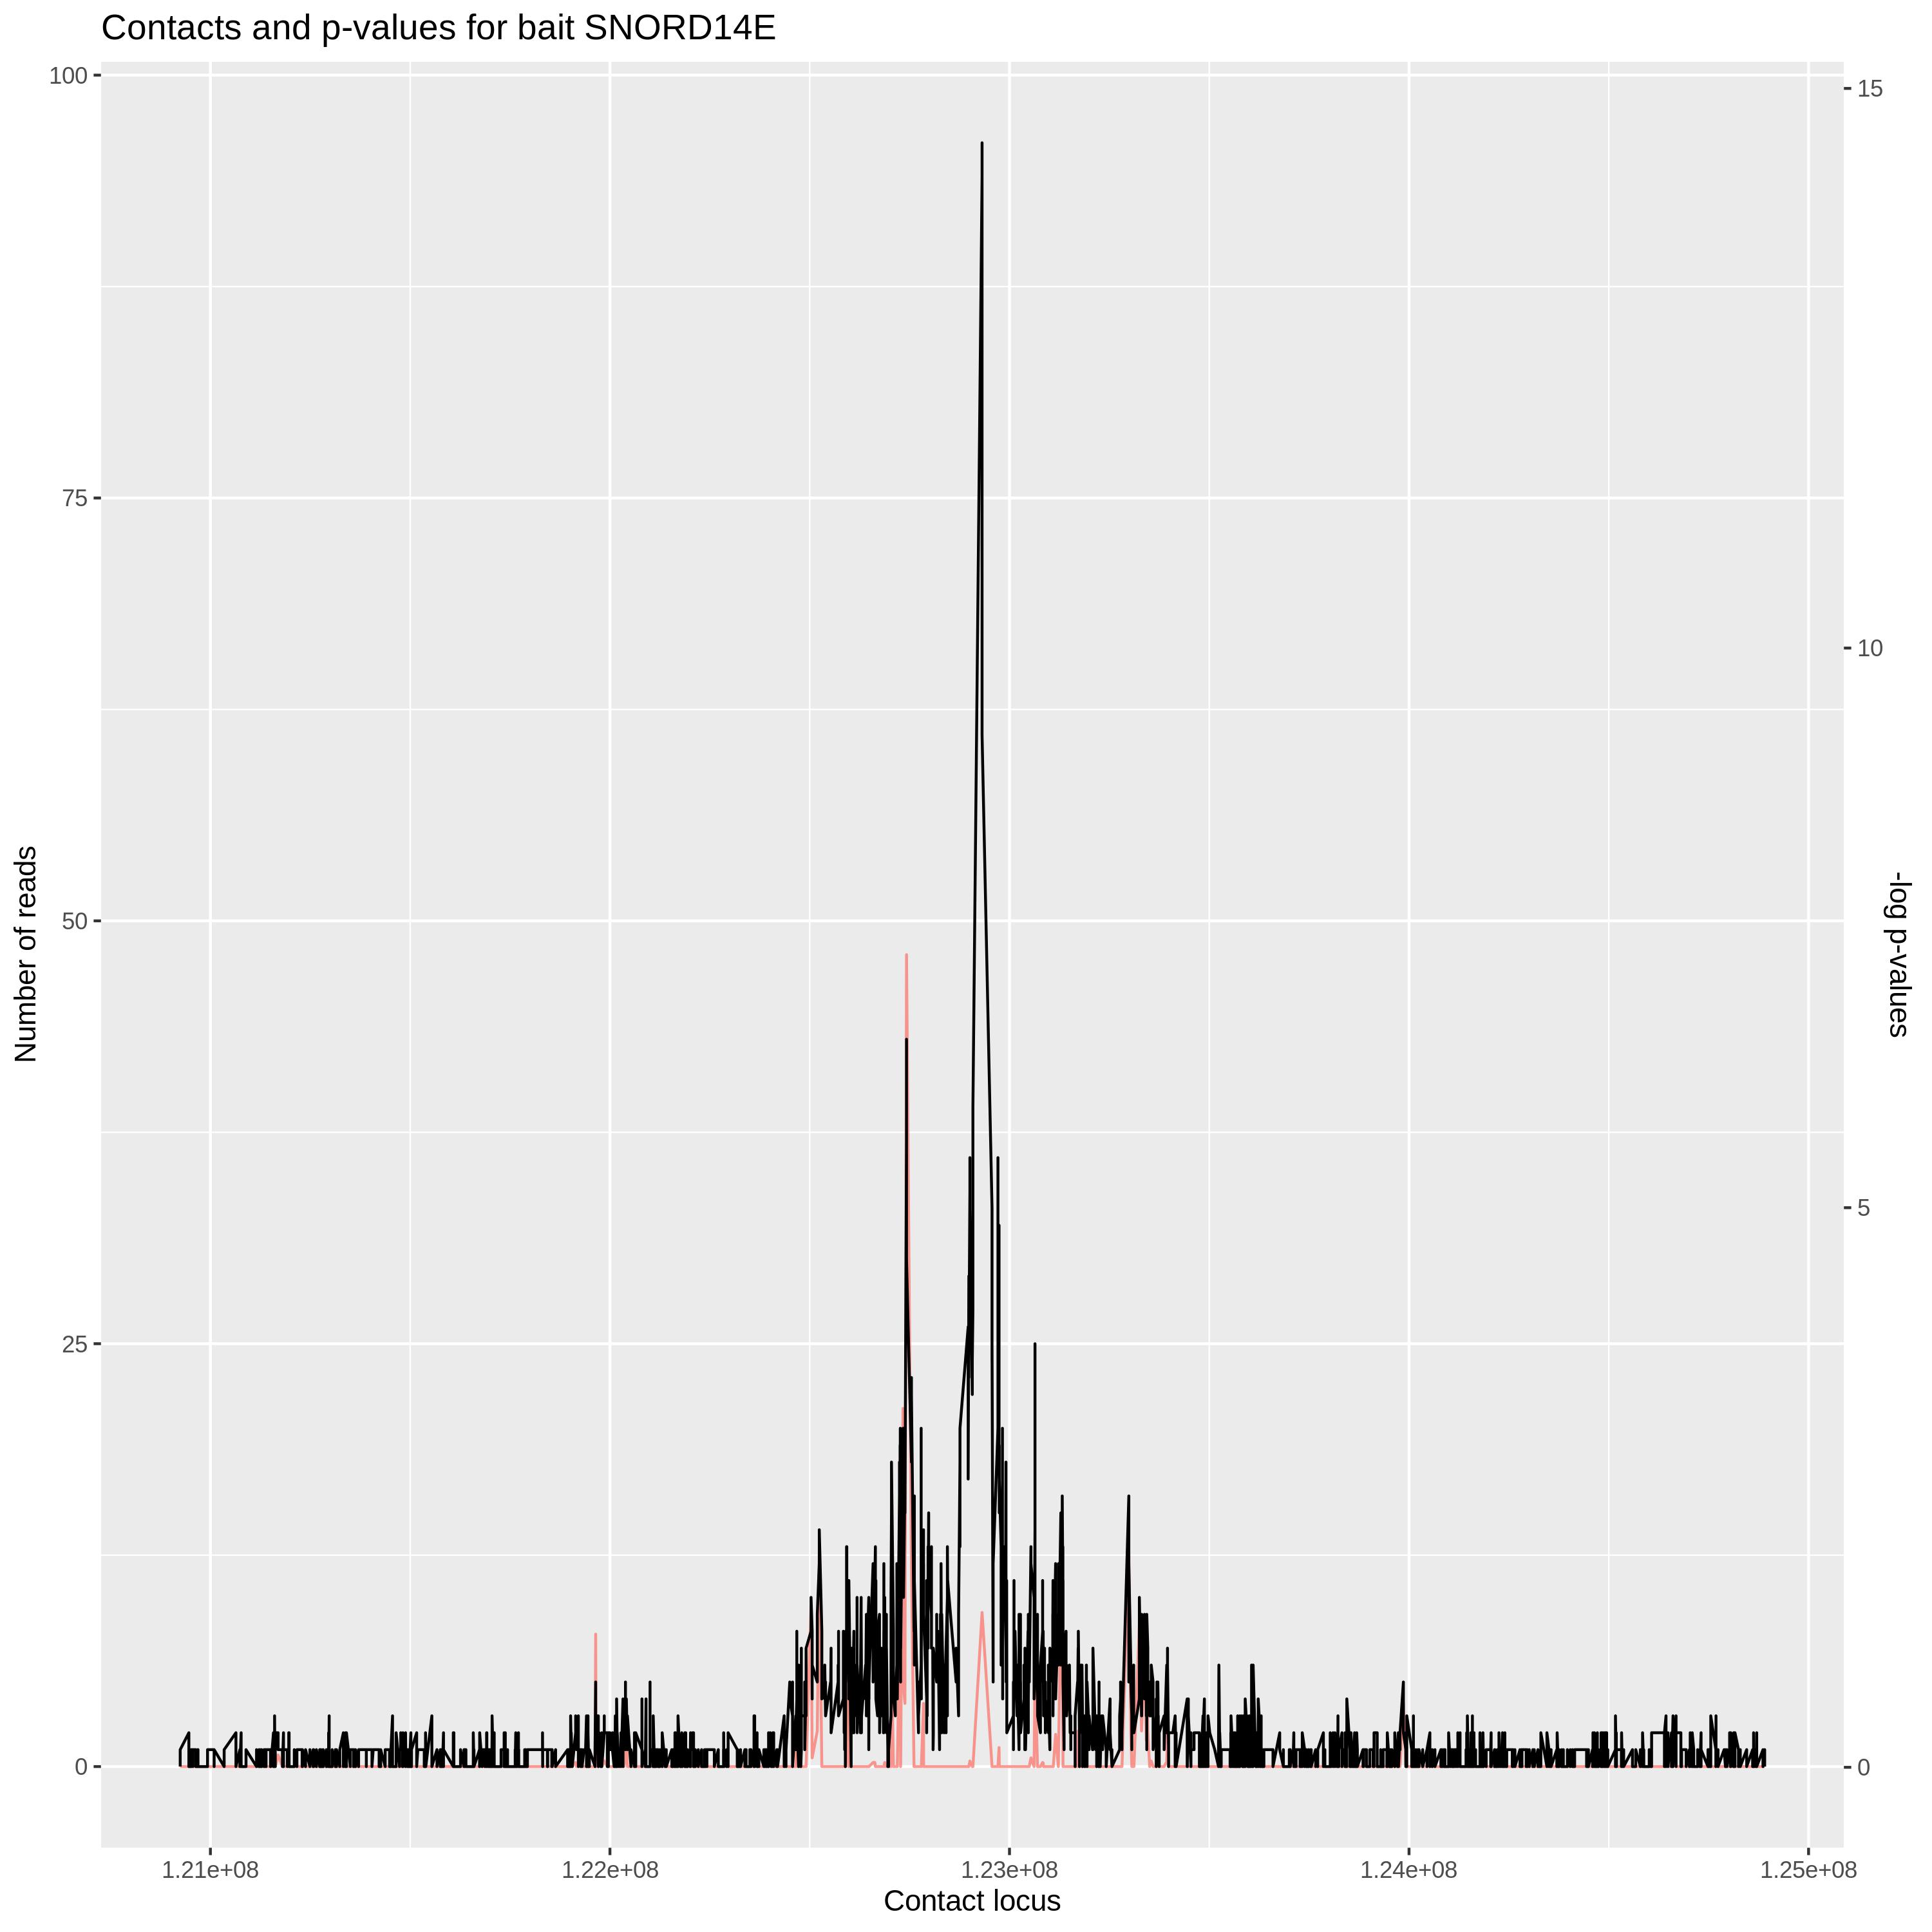 Contacts and p-values for bait SNORD14E
100
75
50
25
0
15
10
5
0
Number of reads
-log p-values
1.21e+08 1.22e+08 1.23e+08 1.24e+08 1.25e+08
Contact locus